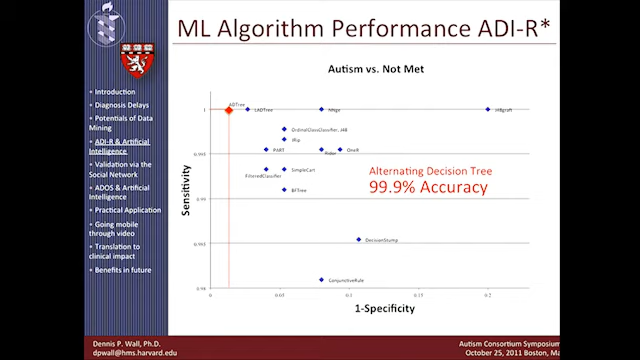 ML Algorithm Performance ADI-R*
• Introduction
• Diagnosis Delays
• Potentials of Data
Mining
• ADI-R & Artificial
Intelligence
• Validation via the
Social Network
• ADOS & Artificial
Intelligence
• Practical Application
• Going mobile
through video
• Translation to
clinical impact
• Benefits in future
Autism vs. Not Met
Sensitivity
1
0.995
0.99
0.985
0.98
ADTree
LADTree
NNge
J48graft
OrdinalClassClassifier, J48
JRip
PART
Ridor
OneR
FilteredClassifier
SimpleCart
BFTree
DecisionStump
ConjunctiveRule
Alternating Decision Tree
99.9% Accuracy
0
0.05
0.1
0.15
0.2
1-Specificity
Dennis P. Wall, Ph.D.
dpwall@hms.harvard.edu
Autism Consortium Symposium
October 25, 2011 Boston, Ma